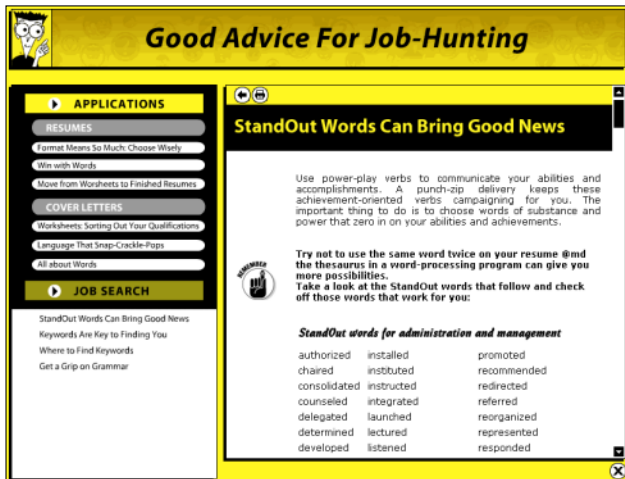 Good Advice For Job-Hunting
APPLICATIONS
RESUMES
Format Means So Much: Choose Wisely
Win with Words
Move from Worsheets to Finished Resumes
COVER LETTERS
Worksheets: Sorting Out Your Qualifications
Language That Snap-Crackle-Pops
All about Words
JOB SEARCH
StandOut Words Can Bring Good News
Keywords Are Key to Finding You
Where to Find Keywords
Get a Grip on Grammar
StandOut Words Can Bring Good News
Use power-play verbs to communicate your abilities and
accomplishments. A punch-zip delivery keeps these
achievement-oriented verbs campaigning for you. The
important thing to do is to choose words of substance and
power that zero in on your abilities and achievements.
REMEMBER
Try not to use the same word twice on your resume @md
the thesaurus in a word-processing program can give you
more possibilities.
Take a look at the StandOut words that follow and check
off those words that work for you:
StandOut words for administration and management
authorized installed promoted
chaired instituted recommended
consolidated instructed redirected
counseled integrated referred
delegated launched reorganized
determined lectured represented
developed listened responded